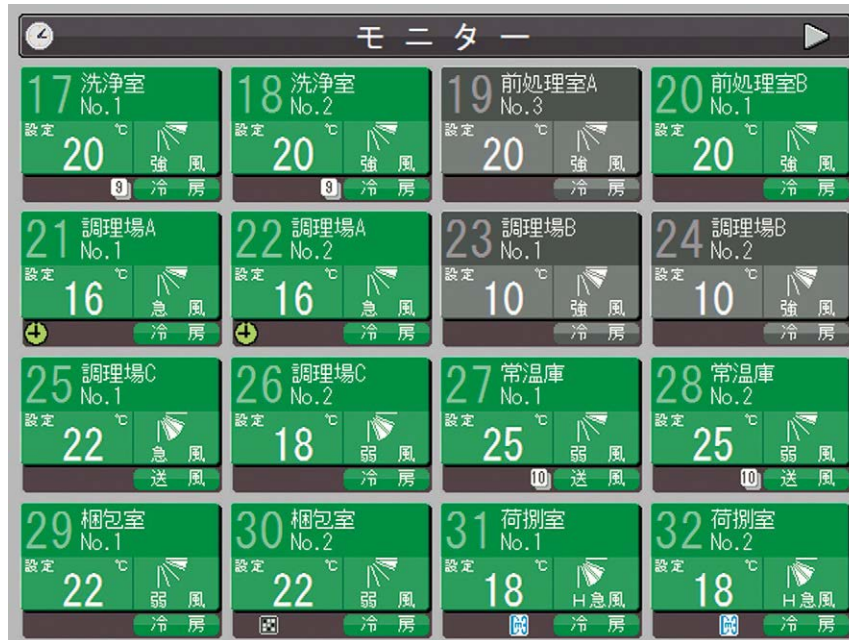 モニター
17 洗浄室 No.1
設定 20 ℃ 強 風
9 冷 房
18 洗浄室 No.2
設定 20 ℃ 強 風
9 冷 房
19 前処理室A No.3
設定 20 ℃ 強 風
冷 房
20 前処理室B No.1
設定 20 ℃ 強 風
冷 房
21 調理場A No.1
設定 16 ℃ 急 風
冷 房
22 調理場A No.2
設定 16 ℃ 急 風
冷 房
23 調理場B No.1
設定 10 ℃ 強 風
冷 房
24 調理場B No.2
設定 10 ℃ 強 風
冷 房
25 調理場C No.1
設定 22 ℃ 急 風
送 風
26 調理場C No.2
設定 18 ℃ 弱 風
冷 房
27 常温庫 No.1
設定 25 ℃ 弱 風
10 送 風
28 常温庫 No.2
設定 25 ℃ 弱 風
10 送 風
29 梱包室 No.1
設定 22 ℃ 弱 風
冷 房
30 梱包室 No.2
設定 22 ℃ 弱 風
冷 房
31 荷捌室 No.1
設定 18 ℃ H急風
冷 房
32 荷捌室 No.2
設定 18 ℃ H急風
冷 房